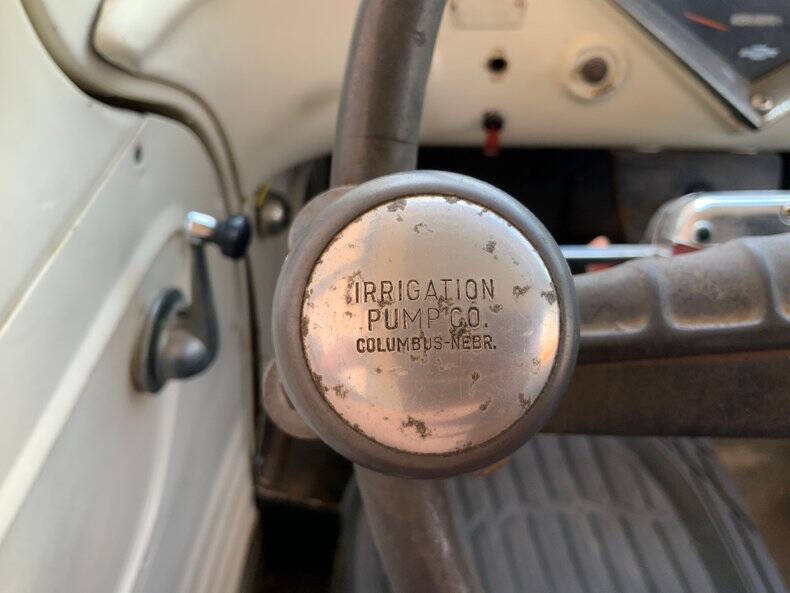 IRRIGATION
PUMP CO.
COLUMBUS-NEBR.